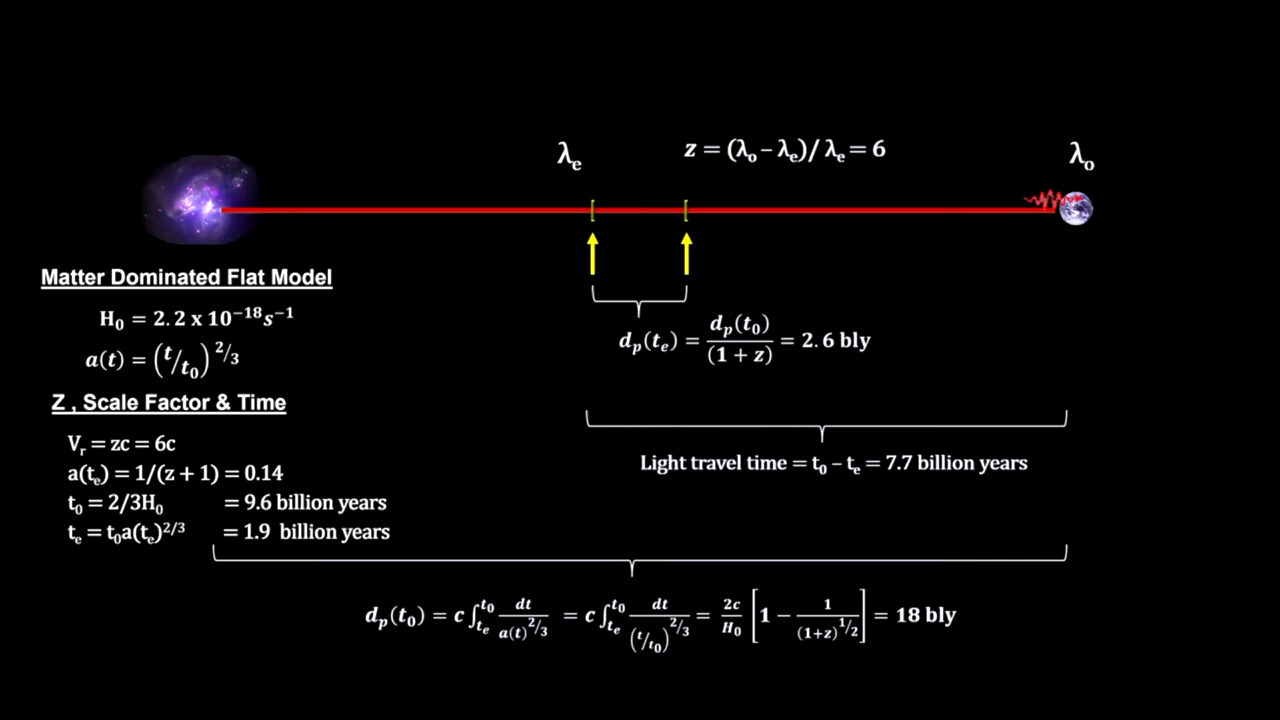 λₑ
z = (λₒ – λₑ)/ λₑ = 6
λₒ
Matter Dominated Flat Model
H₀ = 2.2 x 10⁻¹⁸s⁻¹
a(t) = (t/t₀)^2/3
dₚ(tₑ) = dₚ(t₀)/(1 + z) = 2.6 bly
Z , Scale Factor & Time
Vᵣ = zc = 6c
a(tₑ) = 1/(z + 1) = 0.14
t₀ = 2/3H₀ = 9.6 billion years
tₑ = t₀a(tₑ)^2/3 = 1.9 billion years
Light travel time = t₀ – tₑ = 7.7 billion years
dₚ(t₀) = c ∫_tₑ^t₀ dt/a(t)^2/3 = c ∫_tₑ^t₀ dt/(t/t₀)^2/3 = 2c/H₀ [1 − 1/(1+z)^1/2] = 18 bly